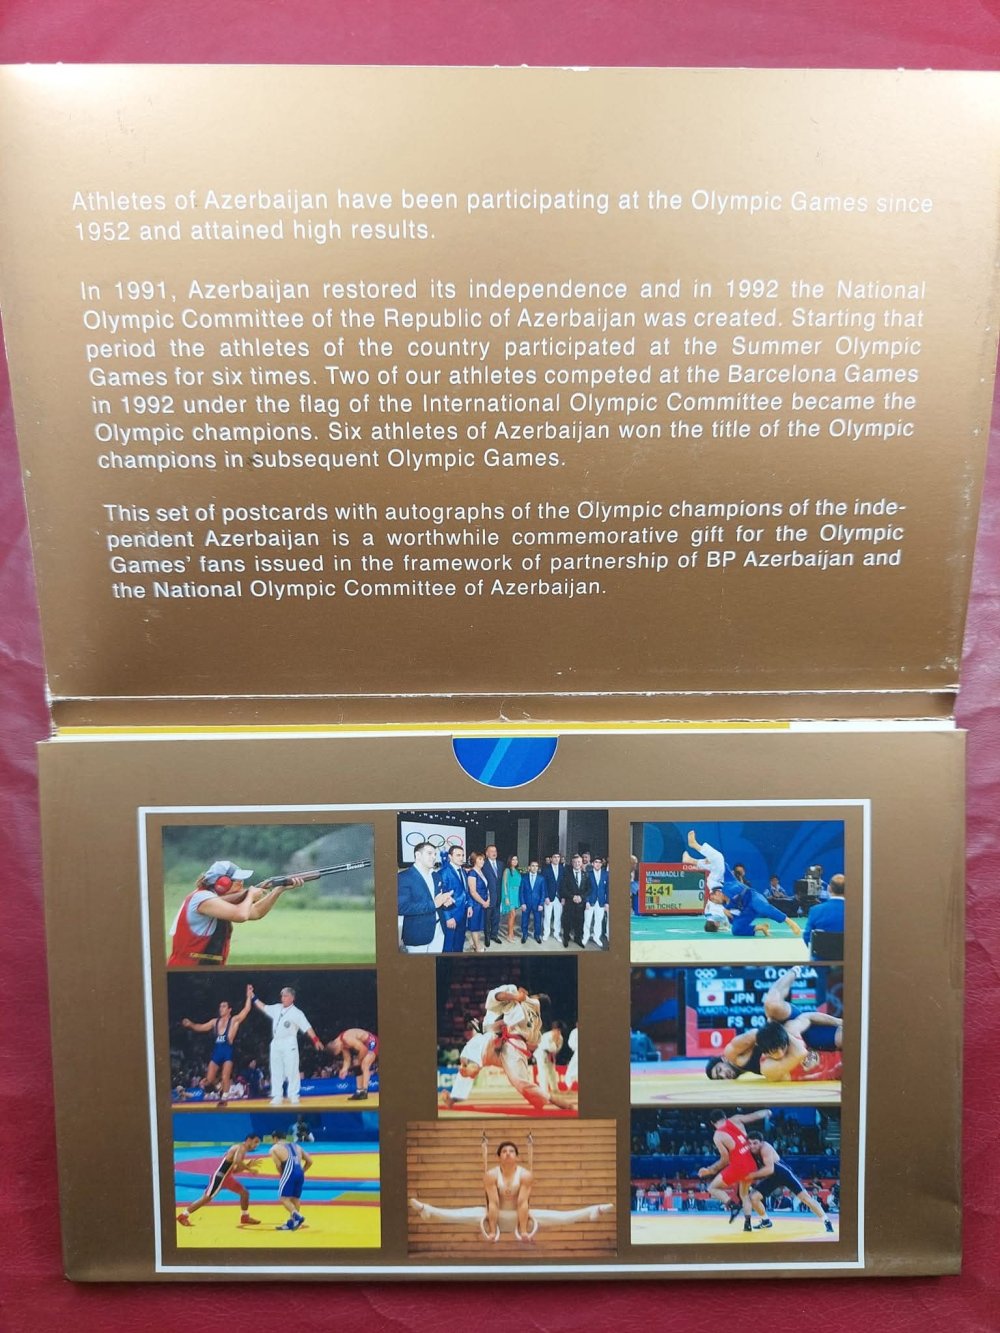 Athletes of Azerbaijan have been participating at the Olympic Games since
1952 and attained high results.
In 1991, Azerbaijan restored its independence and in 1992 the National
Olympic Committee of the Republic of Azerbaijan was created. Starting that
period the athletes of the country participated at the Summer Olympic
Games for six times. Two of our athletes competed at the Barcelona Games
in 1992 under the flag of the International Olympic Committee became the
Olympic champions. Six athletes of Azerbaijan won the title of the Olympic
champions in subsequent Olympic Games.
This set of postcards with autographs of the Olympic champions of the inde-
pendent Azerbaijan is a worthwhile commemorative gift for the Olympic
Games' fans issued in the framework of partnership of BP Azerbaijan and
the National Olympic Committee of Azerbaijan.
MAMMADLI E
0
4:41
0
van TICHELT
JPN
FS 60
0